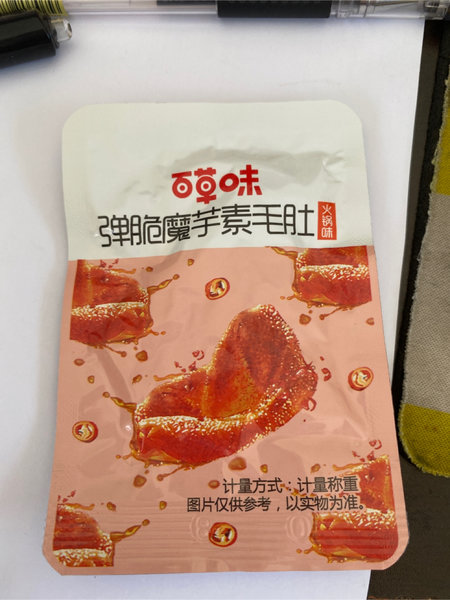 百草味
弹脆魔芋素毛肚
火锅味
计量方式：计量称重
图片仅供参考，以实物为准。